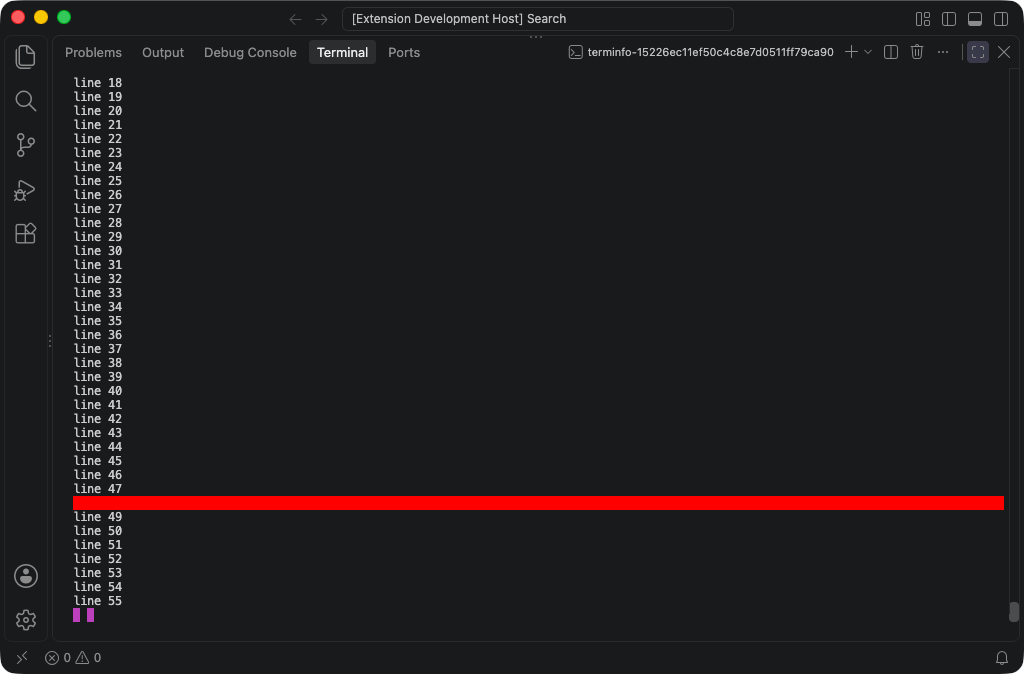 [Extension Development Host] Search
Problems Output Debug Console Terminal Ports terminfo-15226ec11ef50c4c8e7d0511ff79ca90
line 18
line 19
line 20
line 21
line 22
line 23
line 24
line 25
line 26
line 27
line 28
line 29
line 30
line 31
line 32
line 33
line 34
line 35
line 36
line 37
line 38
line 39
line 40
line 41
line 42
line 43
line 44
line 45
line 46
line 47
line 49
line 50
line 51
line 52
line 53
line 54
line 55
0 0